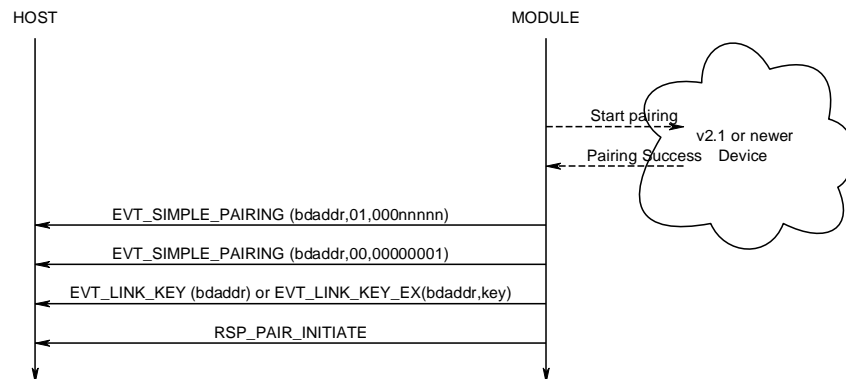 HOST
MODULE
Start pairing
v2.1 or newer
Device
Pairing Success
EVT_SIMPLE_PAIRING (bdaddr,01,000nnnnn)
EVT_SIMPLE_PAIRING (bdaddr,00,00000001)
EVT_LINK_KEY (bdaddr) or EVT_LINK_KEY_EX(bdaddr,key)
RSP_PAIR_INITIATE